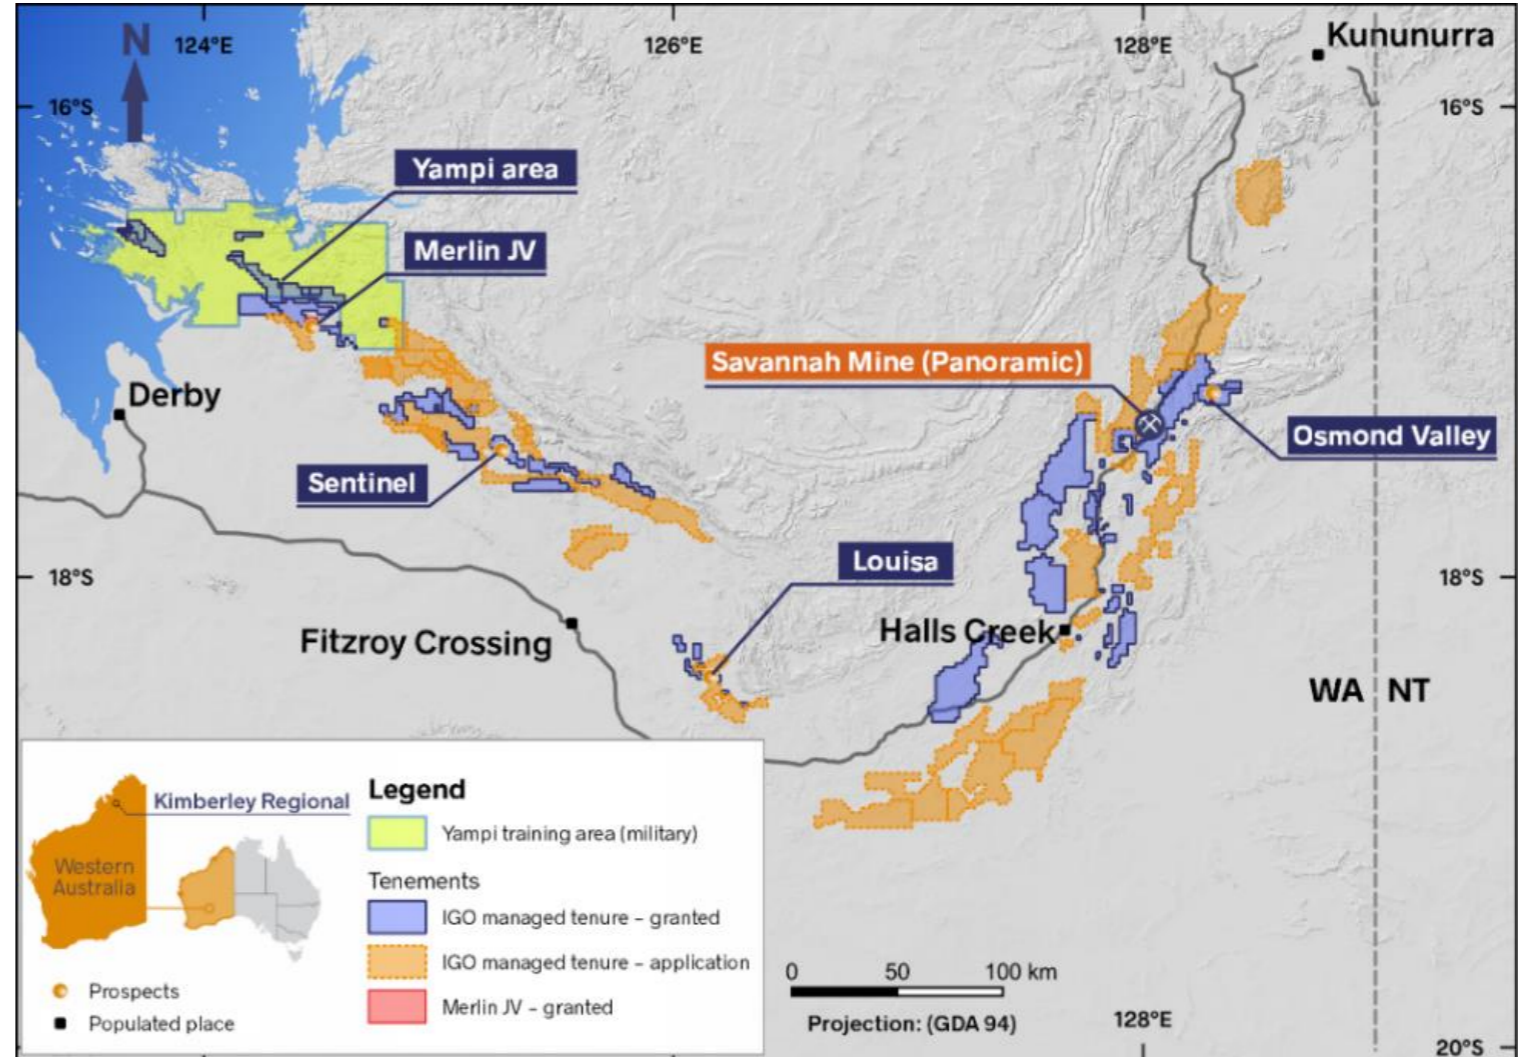 N
124°E
126°E
128°E
Kununurra
16°S
16°S
Yampi area
Merlin JV
Savannah Mine (Panoramic)
Derby
Osmond Valley
Sentinel
Louisa
18°S
18°S
Fitzroy Crossing
Halls Creek
WA
NT
Kimberley Regional
Western
Australia
Prospects
Populated place
Legend
Yampi training area (military)
Tenements
IGO managed tenure – granted
IGO managed tenure – application
Merlin JV – granted
0
50
100 km
Projection: (GDA 94)
128°E
20°S